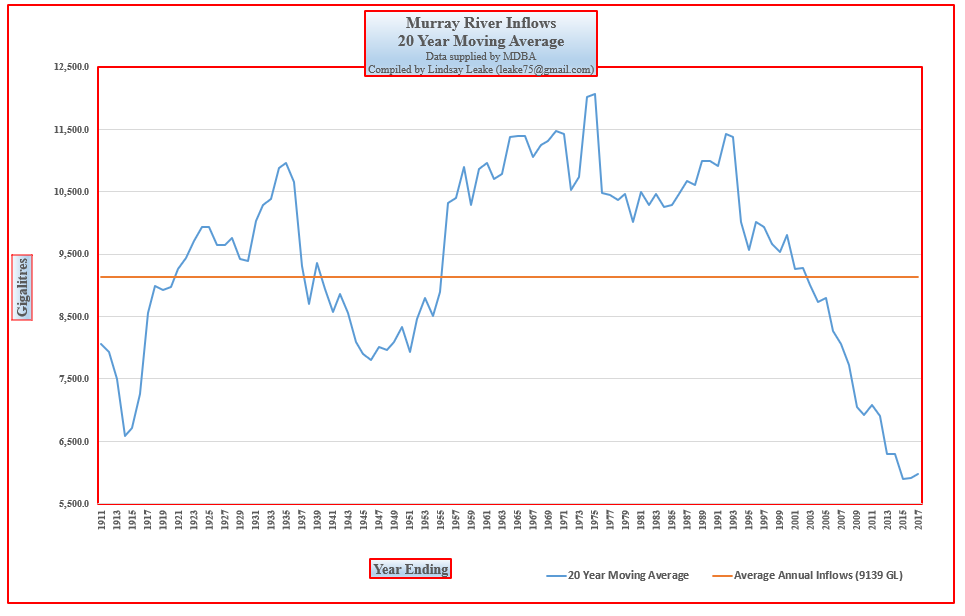 Murray River Inflows
20 Year Moving Average
Data supplied by MDBA
Compiled by Lindsay Leake (leake75@gmail.com)
12,500.0
11,500.0
10,500.0
9,500.0
8,500.0
7,500.0
6,500.0
5,500.0
Gigalitres
1911 1913 1915 1917 1919 1921 1923 1925 1927 1929 1931 1933 1935 1937 1939 1941 1943 1945 1947 1949 1951 1953 1955 1957 1959 1961 1963 1965 1967 1969 1971 1973 1975 1977 1979 1981 1983 1985 1987 1989 1991 1993 1995 1997 1999 2001 2003 2005 2007 2009 2011 2013 2015 2017
Year Ending
20 Year Moving Average
Average Annual Inflows (9139 GL)